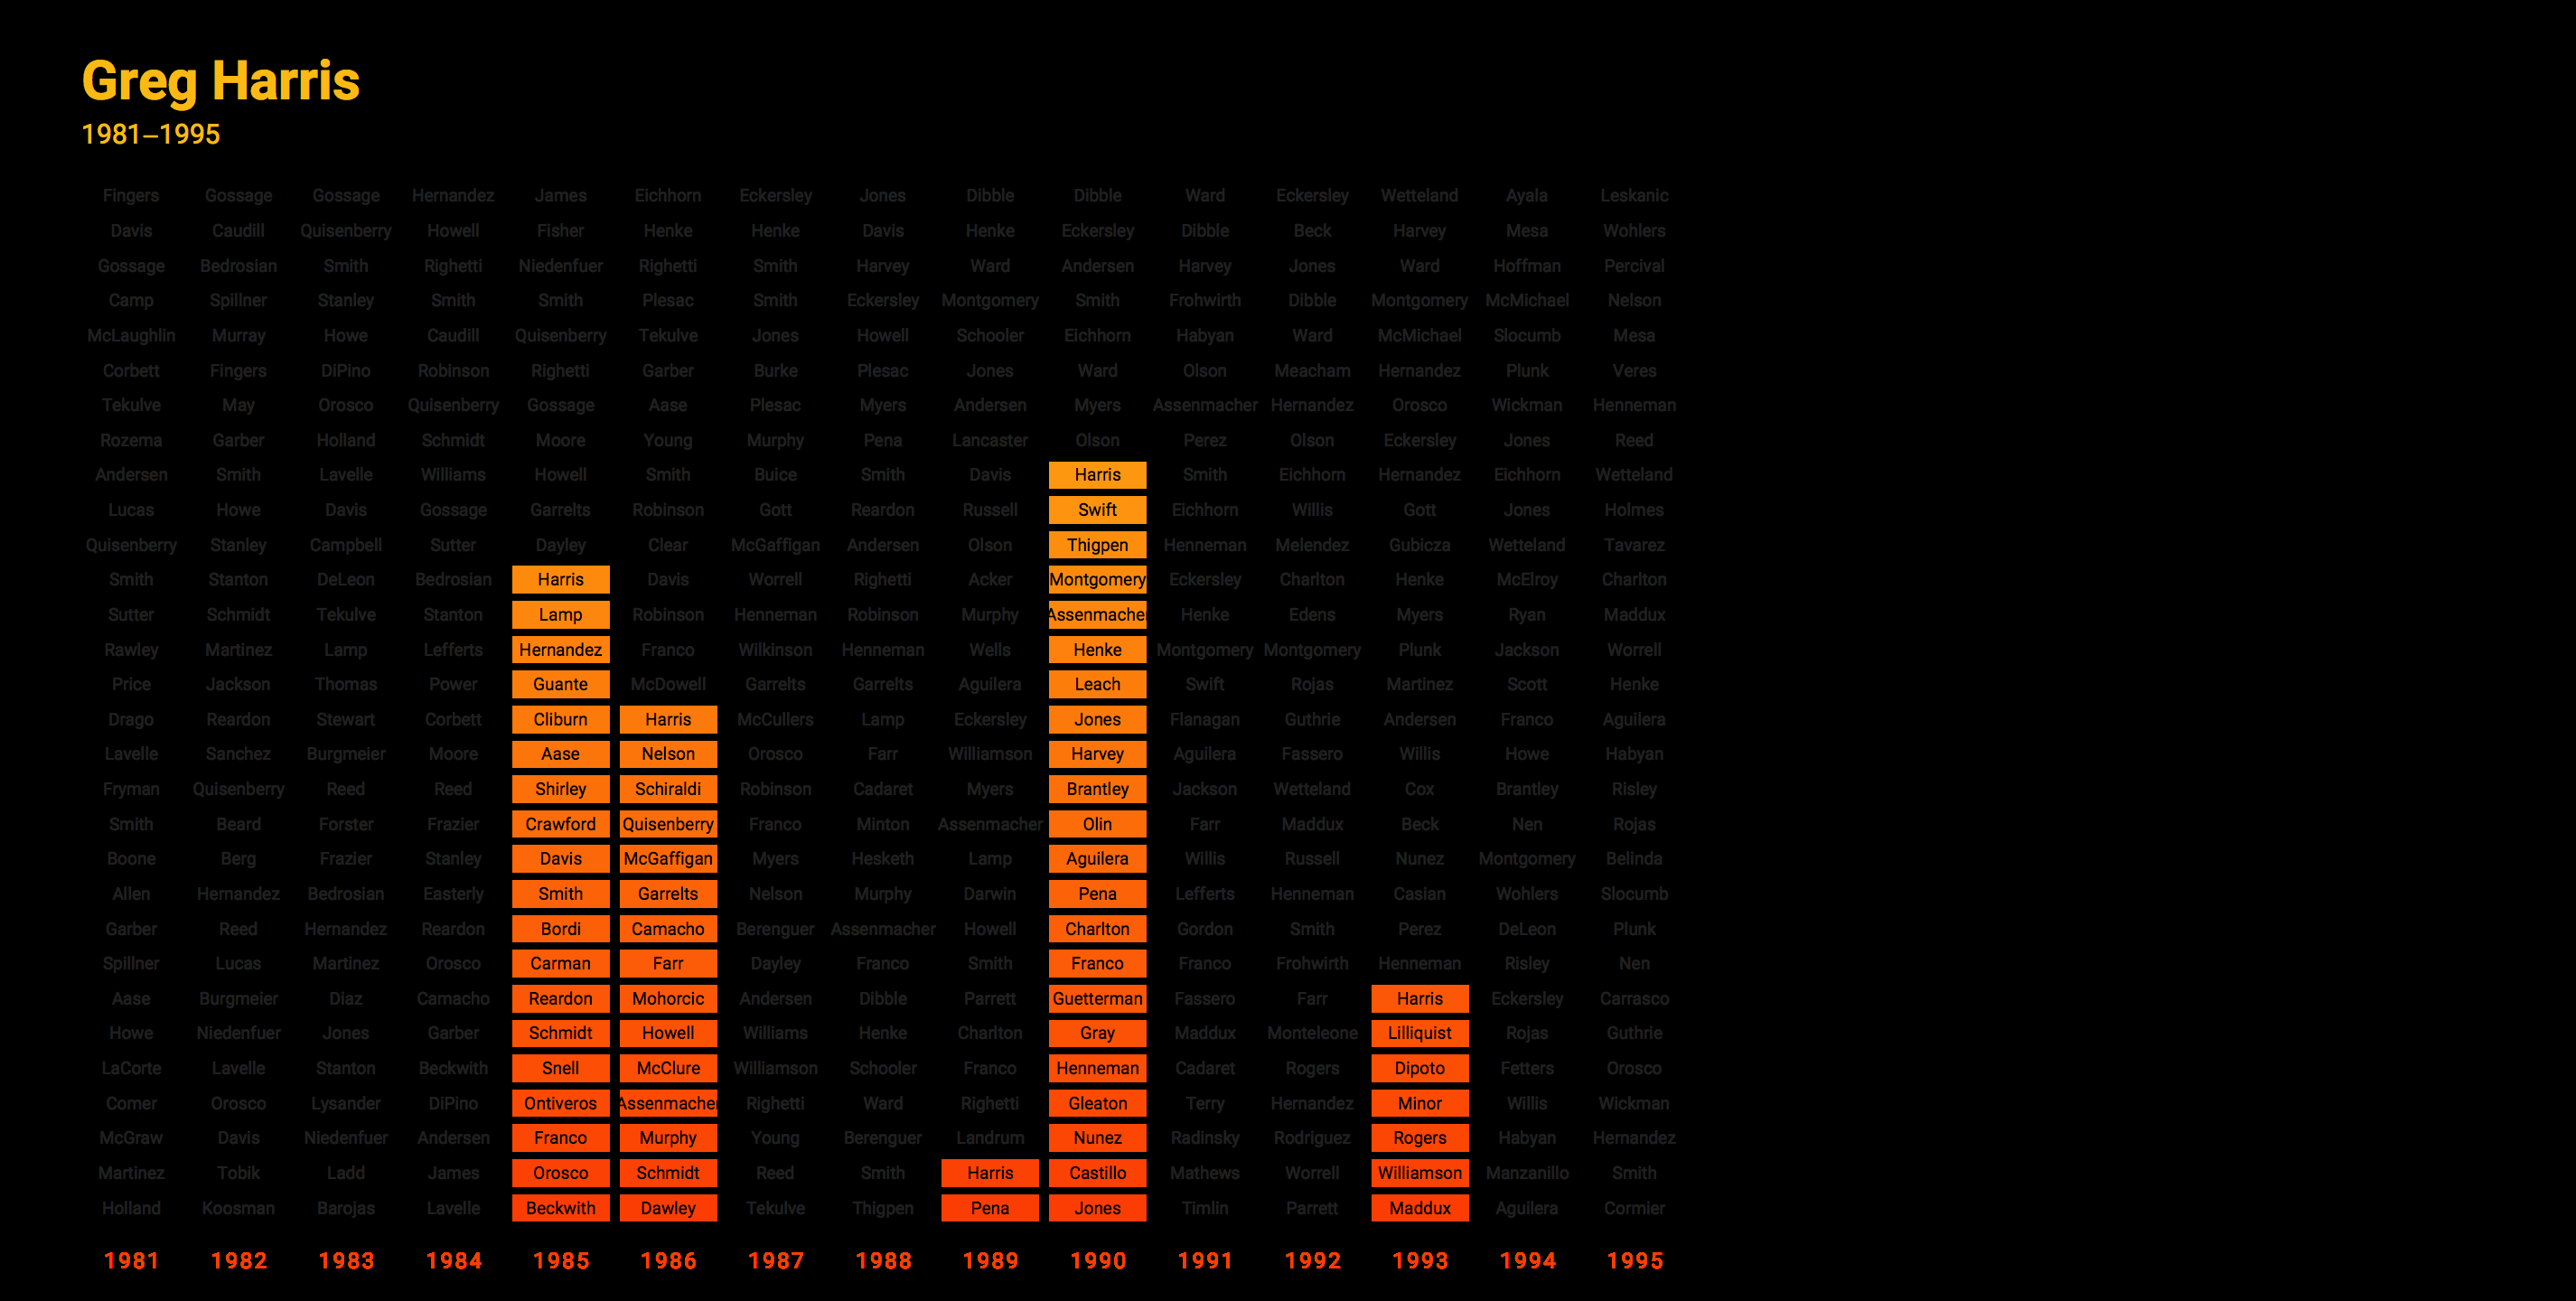 Greg Harris
1981–1995
Fingers Gossage Gossage Hernandez James Eichhorn Eckersley Jones Dibble Dibble Ward Eckersley Wetteland Ayala Leskanic
Davis Caudill Quisenberry Howell Fisher Henke Henke Davis Henke Eckersley Dibble Beck Harvey Mesa Wohlers
Gossage Bedrosian Smith Righetti Niedenfuer Righetti Smith Harvey Ward Andersen Harvey Jones Ward Hoffman Percival
Camp Spillner Stanley Smith Smith Plesac Smith Eckersley Montgomery Smith Frohwirth Dibble Montgomery McMichael Nelson
McLaughlin Murray Howe Caudill Quisenberry Tekulve Jones Howell Schooler Eichhorn Habyan Ward McMichael Slocumb Mesa
Corbett Fingers DiPino Robinson Righetti Garber Burke Plesac Jones Ward Olson Meacham Hernandez Plunk Veres
Tekulve May Orosco Quisenberry Gossage Aase Plesac Myers Andersen Myers Assenmacher Hernandez Orosco Wickman Henneman
Rozema Garber Holland Schmidt Moore Young Murphy Pena Lancaster Olson Perez Olson Eckersley Jones Reed
Andersen Smith Lavelle Williams Howell Smith Buice Smith Davis Harris Smith Eichhorn Hernandez Eichhorn Wetteland
Lucas Howe Davis Gossage Garrelts Robinson Gott Reardon Russell Swift Eichhorn Willis Gott Jones Holmes
Quisenberry Stanley Campbell Sutter Dayley Clear McGaffigan Andersen Olson Thigpen Henneman Melendez Gubicza Wetteland Tavarez
Smith Stanton DeLeon Bedrosian Harris Davis Worrell Righetti Acker Montgomery Eckersley Charlton Henke McElroy Charlton
Sutter Schmidt Tekulve Stanton Lamp Robinson Henneman Robinson Murphy Assenmacher Henke Edens Myers Ryan Maddux
Rawley Martinez Lamp Lefferts Hernandez Franco Wilkinson Henneman Wells Henke Montgomery Montgomery Plunk Jackson Worrell
Price Jackson Thomas Power Guante McDowell Garrelts Garrelts Aguilera Leach Swift Rojas Martinez Scott Henke
Drago Reardon Stewart Corbett Cliburn Harris McCullers Lamp Eckersley Jones Flanagan Guthrie Andersen Franco Aguilera
Lavelle Sanchez Burgmeier Moore Aase Nelson Orosco Farr Williamson Harvey Aguilera Fassero Willis Howe Habyan
Fryman Quisenberry Reed Reed Shirley Schiraldi Robinson Cadaret Myers Brantley Jackson Wetteland Cox Brantley Risley
Smith Beard Forster Frazier Crawford Quisenberry Franco Minton Assenmacher Olin Farr Maddux Beck Nen Rojas
Boone Berg Frazier Stanley Davis McGaffigan Myers Hesketh Lamp Aguilera Willis Russell Nunez Montgomery Belinda
Allen Hernandez Bedrosian Easterly Smith Garrelts Nelson Murphy Darwin Pena Lefferts Henneman Casian Wohlers Slocumb
Garber Reed Hernandez Reardon Bordi Camacho Berenguer Assenmacher Howell Charlton Gordon Smith Perez DeLeon Plunk
Spillner Lucas Martinez Orosco Carman Farr Dayley Franco Smith Franco Franco Frohwirth Henneman Risley Nen
Aase Burgmeier Diaz Camacho Reardon Mohorcic Andersen Dibble Parrett Guetterman Fassero Farr Harris Eckersley Carrasco
Howe Niedenfuer Jones Garber Schmidt Howell Williams Henke Charlton Gray Maddux Monteleone Lilliquist Rojas Guthrie
LaCorte Lavelle Stanton Beckwith Snell McClure Williamson Schooler Franco Henneman Cadaret Rogers Dipoto Fetters Orosco
Comer Orosco Lysander DiPino Ontiveros Assenmacher Righetti Ward Righetti Gleaton Terry Hernandez Minor Willis Wickman
McGraw Davis Niedenfuer Andersen Franco Murphy Young Berenguer Landrum Nunez Radinsky Rodriguez Rogers Habyan Hernandez
Martinez Tobik Ladd James Orosco Schmidt Reed Smith Harris Castillo Mathews Worrell Williamson Manzanillo Smith
Holland Koosman Barojas Lavelle Beckwith Dawley Tekulve Thigpen Pena Jones Timlin Parrett Maddux Aguilera Cormier
1981 1982 1983 1984 1985 1986 1987 1988 1989 1990 1991 1992 1993 1994 1995